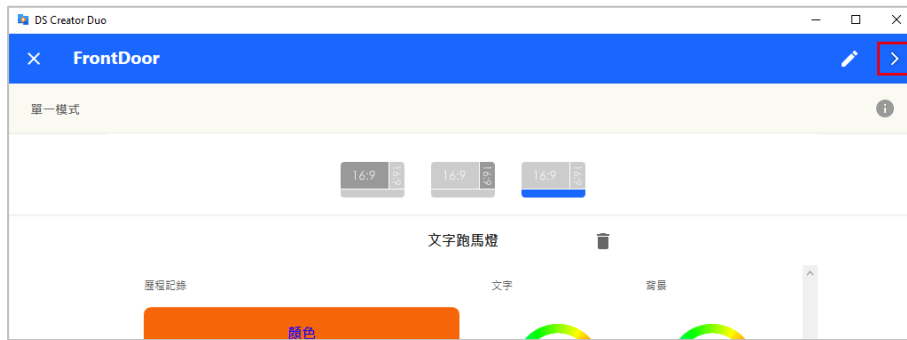 DS Creator Duo
FrontDoor
單一模式
16:9 16:9 16:9 16:9 16:9 16:9
文字跑馬燈
歷程記錄 文字 背景
顏色